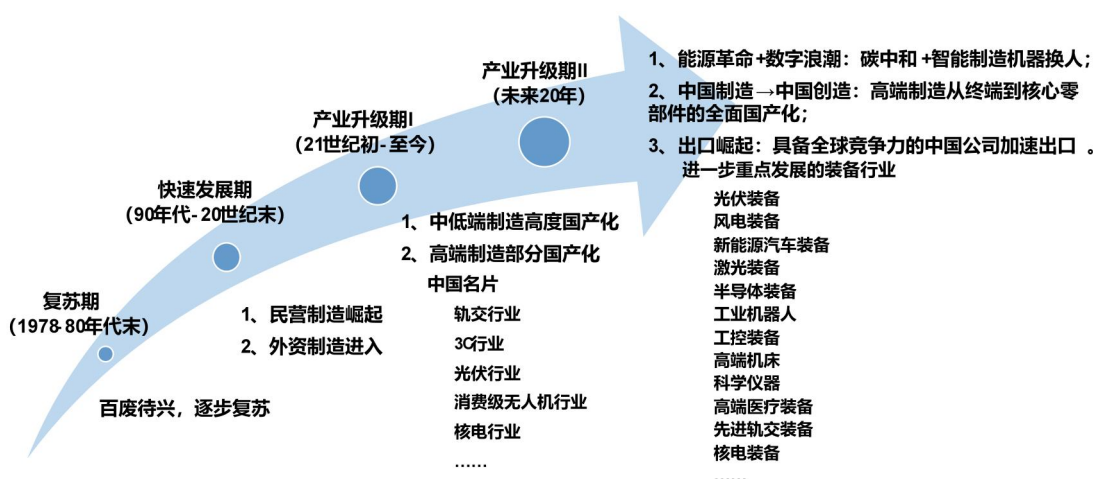 复苏期
(1978-80年代末)
百废待兴，逐步复苏
快速发展期
(90年代-20世纪末)
1、民营制造崛起
2、外资制造进入
产业升级期I
(21世纪初-至今)
1、中低端制造高度国产化
2、高端制造部分国产化
中国名片
轨交行业
3C行业
光伏行业
消费级无人机行业
核电行业
……
产业升级期II
(未来20年)
1、能源革命+数字浪潮：碳中和+智能制造机器换人；
2、中国制造→中国创造：高端制造从终端到核心零
部件的全面国产化；
3、出口崛起：具备全球竞争力的中国公司加速出口 。
进一步重点发展的装备行业
光伏装备
风电装备
新能源汽车装备
激光装备
半导体装备
工业机器人
工控装备
高端机床
科学仪器
高端医疗装备
先进轨交装备
核电装备
……